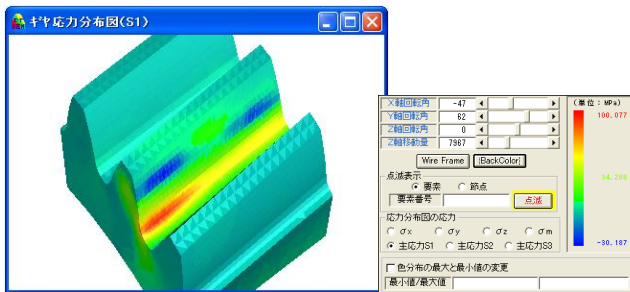 ｷﾞﾔ応力分布図(S1)
X軸回転角 -47
Y軸回転角 62
Z軸回転角 0
Z軸移動量 7967
Wire Frame BackColor
点滅表示
要素 節点
要素番号 点滅
応力分布図の応力
σx σy σz σm
主応力S1 主応力S2 主応力S3
色分布の最大と最小値の変更
最小値/最大値
(単位：MPa)
100.077
-30.187